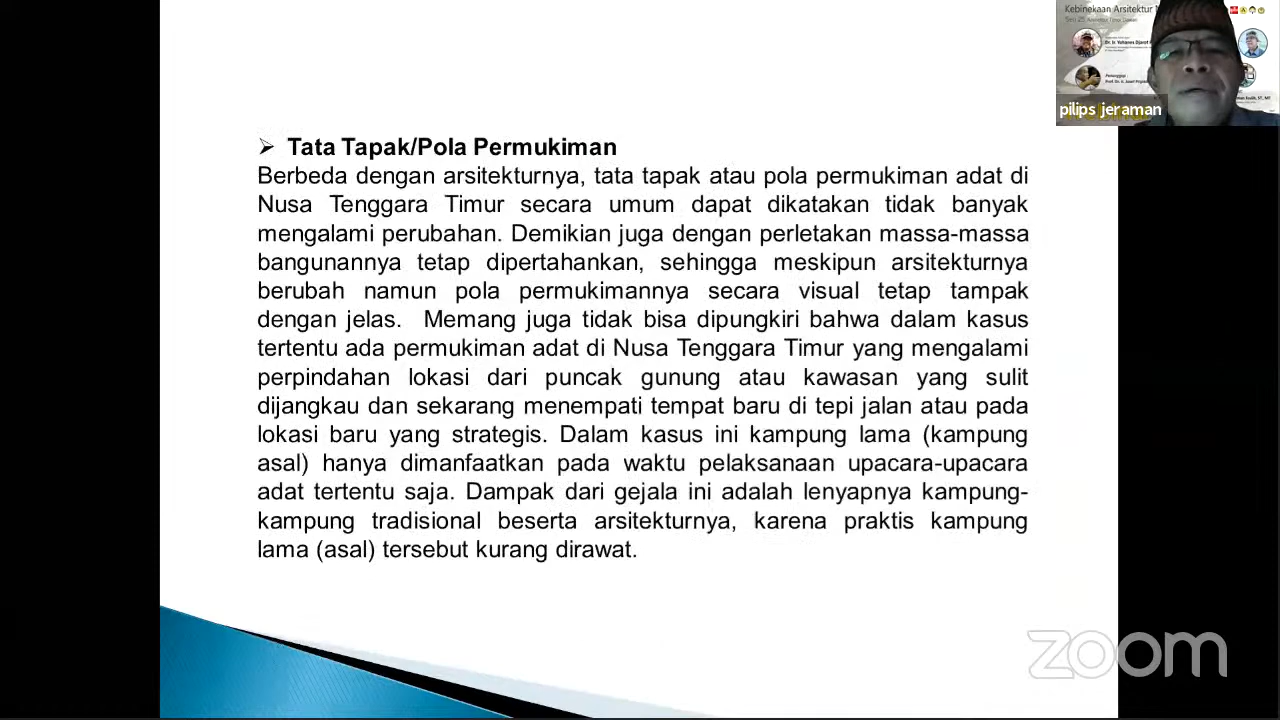 Kebinekaan Arsitektur
Dr. Ir. Yohanes Djarot
Penanggap :
pilips jeraman
➢ Tata Tapak/Pola Permukiman
Berbeda dengan arsitekturnya, tata tapak atau pola permukiman adat di
Nusa Tenggara Timur secara umum dapat dikatakan tidak banyak
mengalami perubahan. Demikian juga dengan perletakan massa-massa
bangunannya tetap dipertahankan, sehingga meskipun arsitekturnya
berubah namun pola permukimannya secara visual tetap tampak
dengan jelas. Memang juga tidak bisa dipungkiri bahwa dalam kasus
tertentu ada permukiman adat di Nusa Tenggara Timur yang mengalami
perpindahan lokasi dari puncak gunung atau kawasan yang sulit
dijangkau dan sekarang menempati tempat baru di tepi jalan atau pada
lokasi baru yang strategis. Dalam kasus ini kampung lama (kampung
asal) hanya dimanfaatkan pada waktu pelaksanaan upacara-upacara
adat tertentu saja. Dampak dari gejala ini adalah lenyapnya kampung-
kampung tradisional beserta arsitekturnya, karena praktis kampung
lama (asal) tersebut kurang dirawat.
zoom